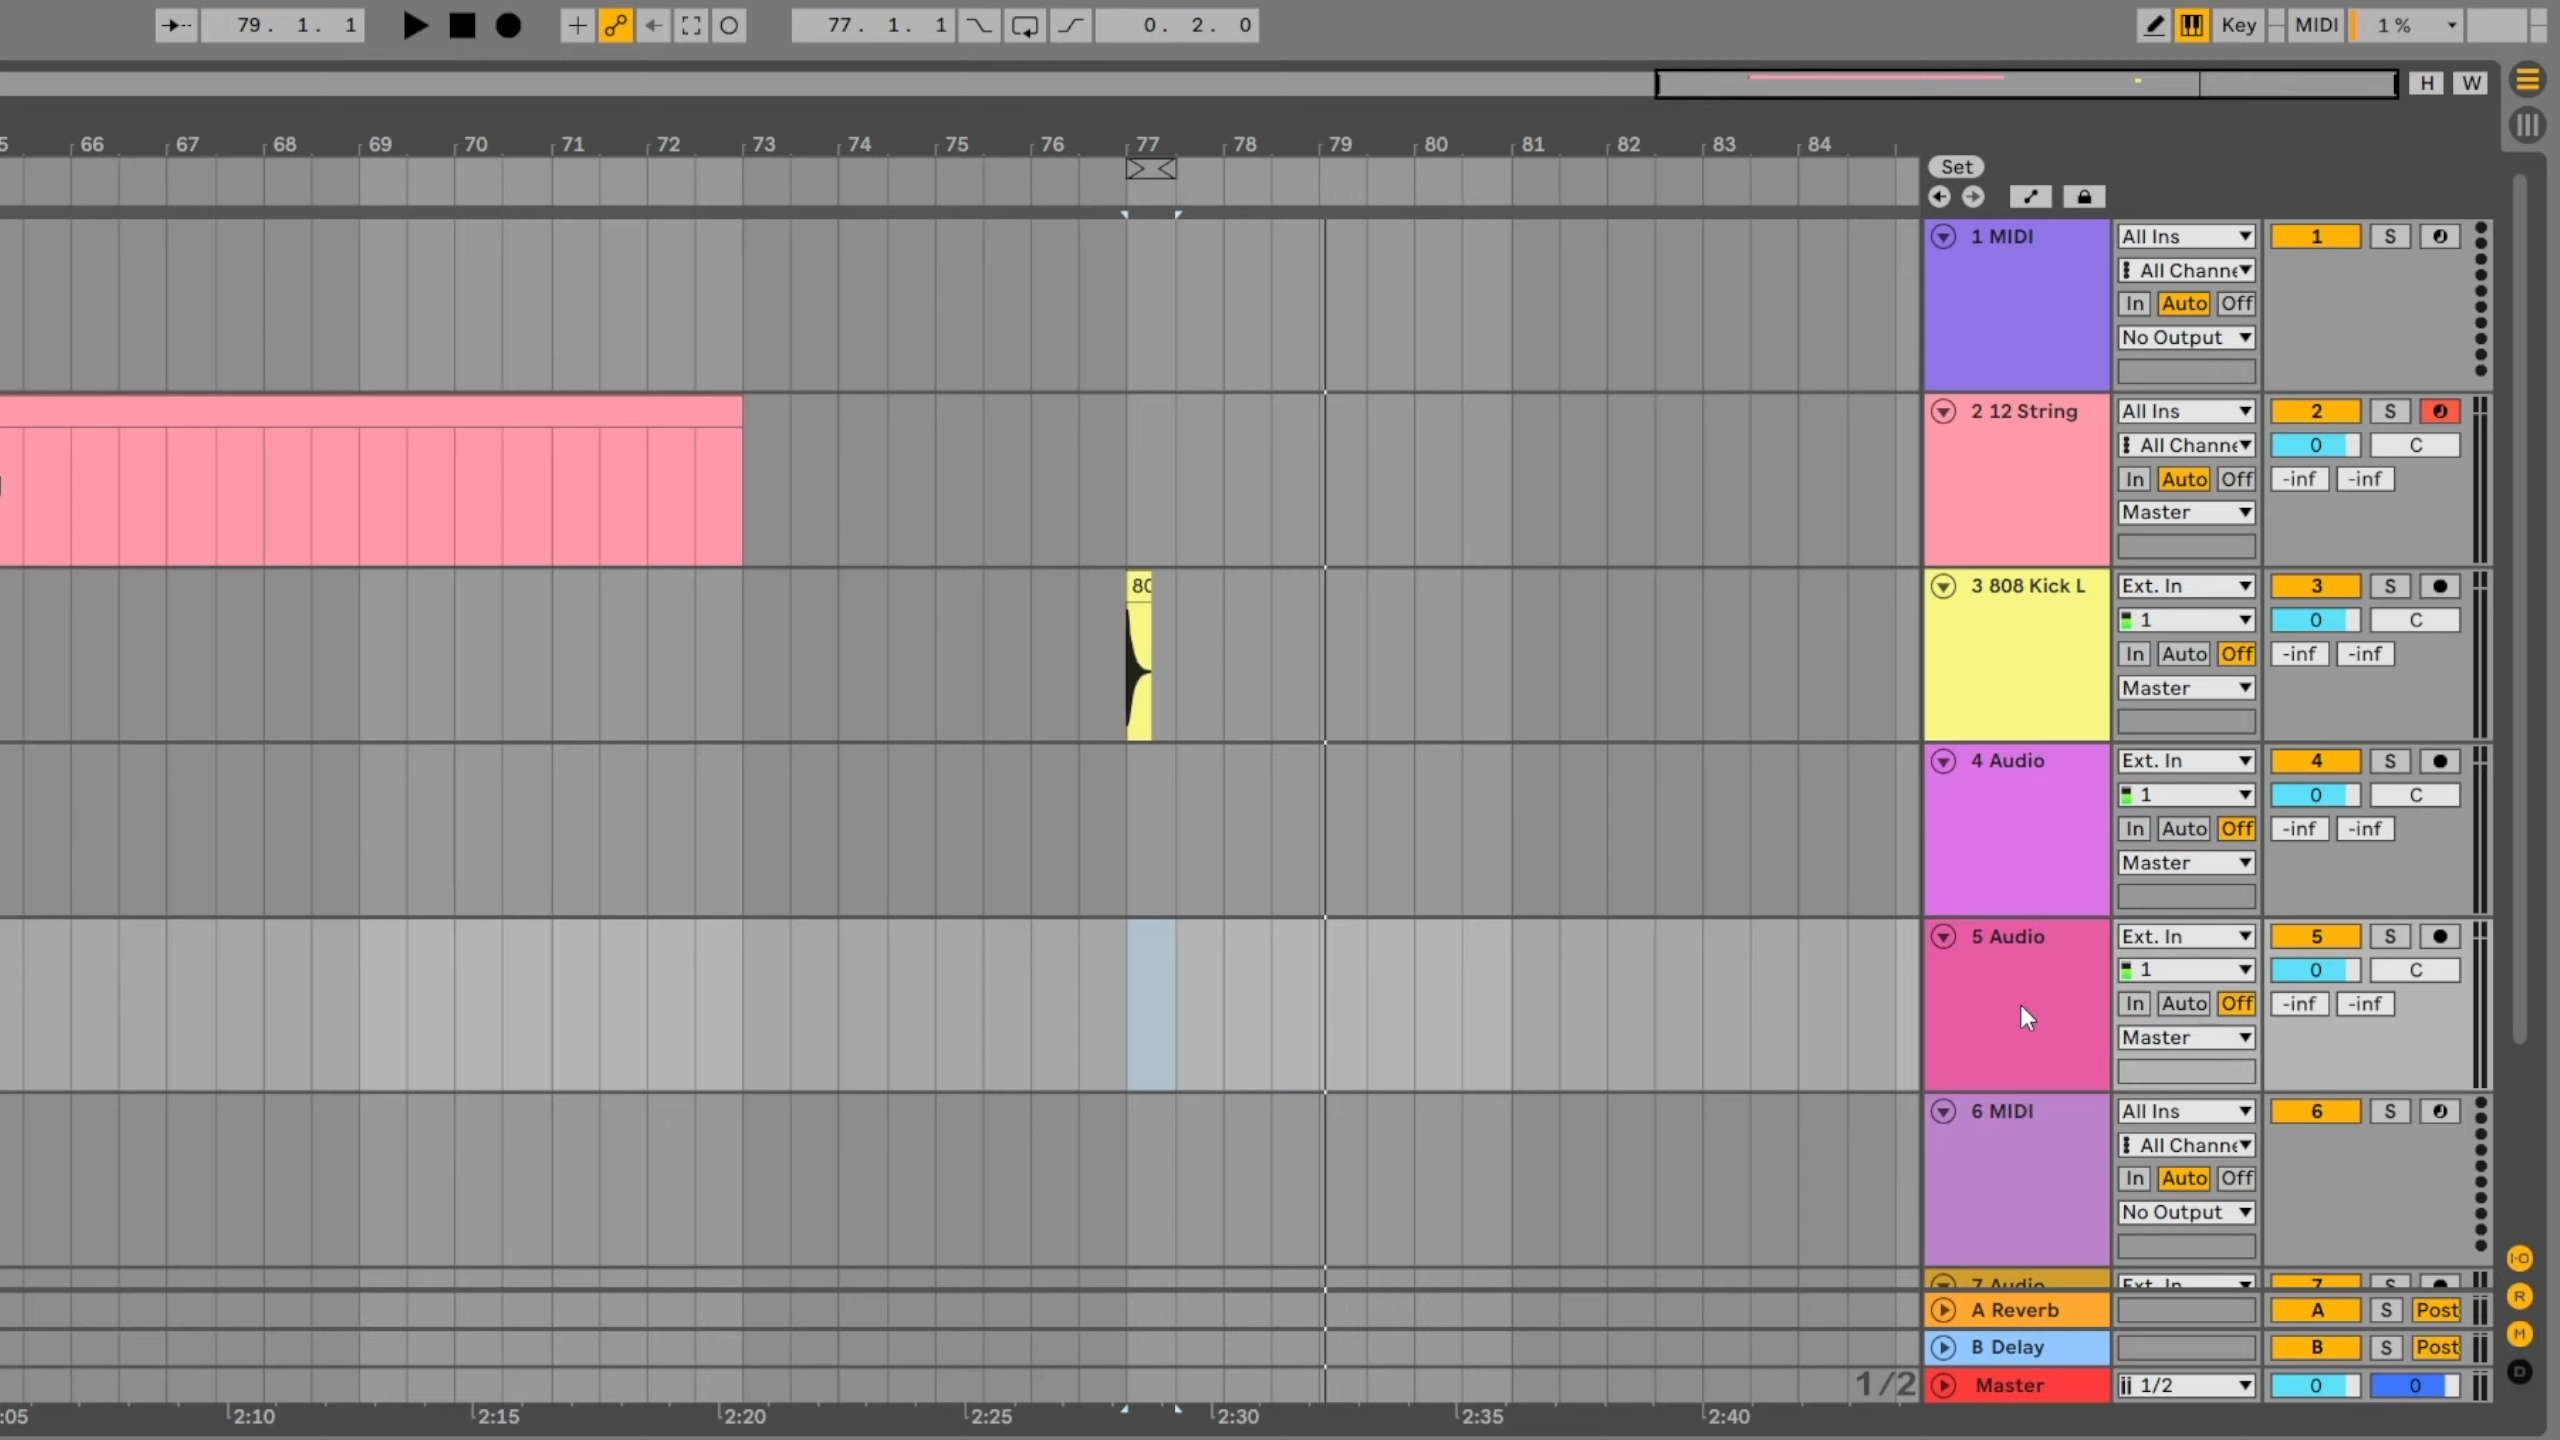 79. 1. 1
77. 1. 1
0. 2. 0
Key
MIDI
1 %
H
W
66 67 68 69 70 71 72 73 74 75 76 77 78 79 80 81 82 83 84
Set
1 MIDI
All Ins
1
S
All Channe
In Auto Off
No Output
2 12 String
All Ins
2
S
All Channe
0
C
In Auto Off
-inf -inf
Master
80
3 808 Kick L
Ext. In
3
S
1
0
C
In Auto Off
-inf -inf
Master
4 Audio
Ext. In
4
S
1
0
C
In Auto Off
-inf -inf
Master
5 Audio
Ext. In
5
S
1
0
C
In Auto Off
-inf -inf
Master
6 MIDI
All Ins
6
S
All Channe
In Auto Off
No Output
I-O
7 Audio
Ext. In
7
S
R
A Reverb
A
S
Post
M
B Delay
B
S
Post
D
1/2
Master
1/2
0
0
:05 2:10 2:15 2:20 2:25 2:30 2:35 2:40